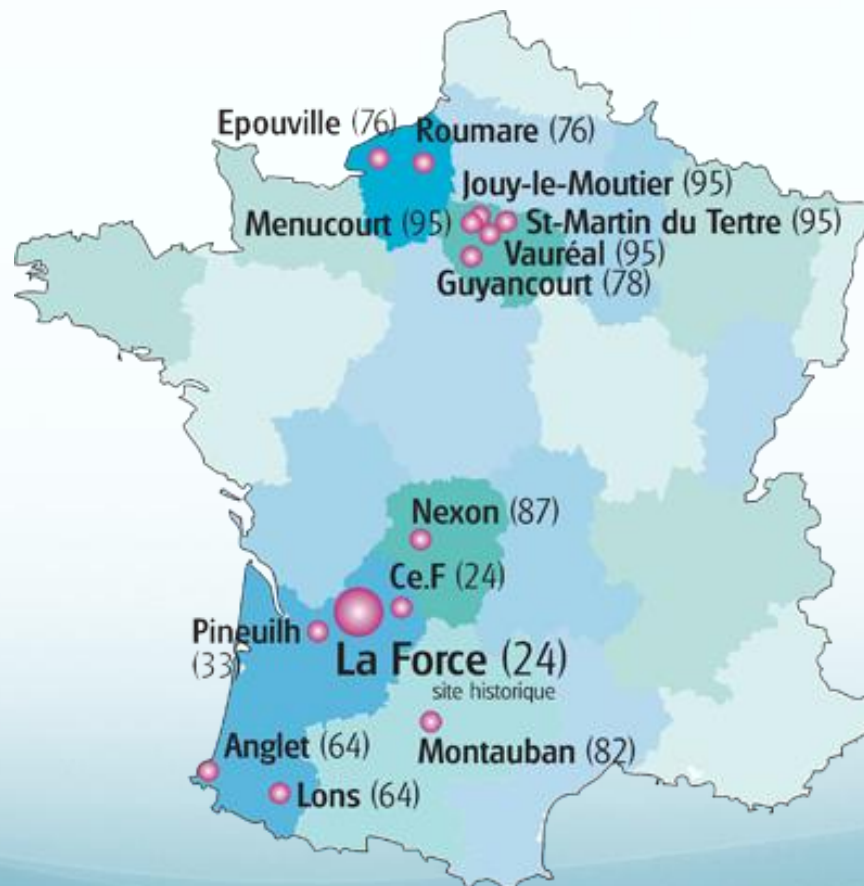 Epouville (76)
Roumare (76)
Jouy-le-Moutier (95)
Menucourt (95)
St-Martin du Tertre (95)
Vauréal (95)
Guyancourt (78)
Nexon (87)
Ce.F (24)
Pineuilh
(33)
La Force (24)
site historique
Anglet (64)
Montauban (82)
Lons (64)